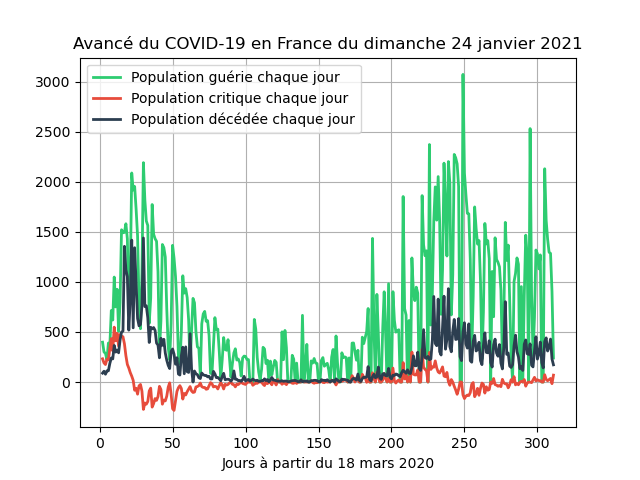 Avancé du COVID-19 en France du dimanche 24 janvier 2021
Population guérie chaque jour
Population critique chaque jour
Population décédée chaque jour
3000
2500
2000
1500
1000
500
0
0 50 100 150 200 250 300
Jours à partir du 18 mars 2020